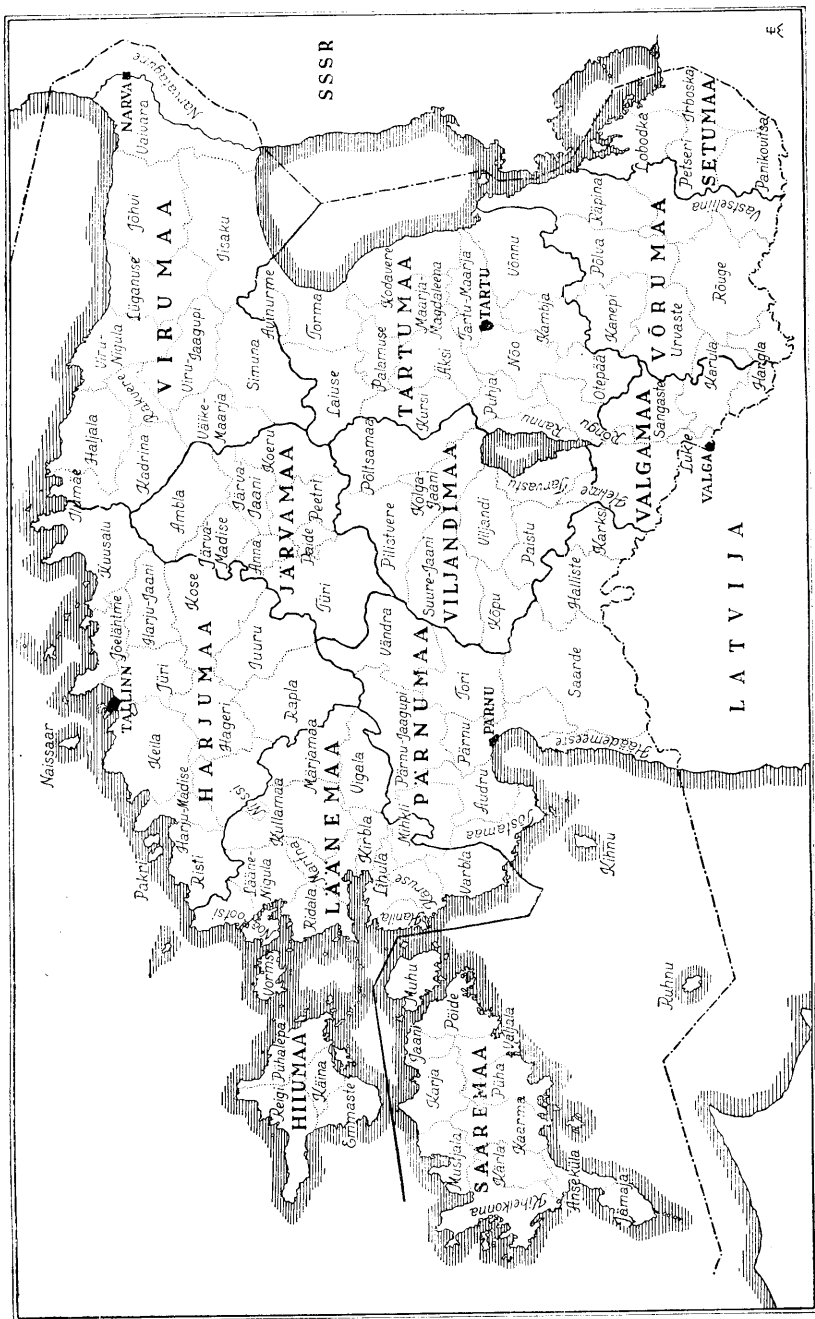 SSSR
NARVA
Narvatagune
Vaivara
VIRUMAA
Jõhvi
Lüganuse
Iisaku
Viru-
Nigula
Viru-
Jaagupi
Rakvere
Haljala
Kadrina
Väike-
Maarja
Simuna
Avinurme
Ilumäe
HARJUMAA
TALLINN
Naissaar
Kuusalu
Jõelähtme
Harju-Jaani
Jüri
Kose
Juuru
Keila
Hageri
Rapla
Harju-Madise
Nissi
Risti
Pakri
JÄRVAMAA
Ambla
Järva-
Madise
Järva-
Jaani
Koeru
Anna
Paide
Peetri
Türi
LÄÄNEMAA
Noarootsi
Lääne-
Nigula
Kullamaa
Märjamaa
Vigala
Ridala
Martna
Kirbla
Lihula
Hanila
Karuse
Varbla
Vormsi
HIIUMAA
Reigi
Pühalepa
Käina
Emmaste
SAAREMAA
Muhu
Jaani
Pöide
Karja
Valjala
Püha
Mustjala
Kärla
Kaarma
Kihelkonna
Anseküla
Jämaja
PÄRNUMAA
Vändra
Pärnu-Jaagupi
Mihkli
Tori
Pärnu
PÄRNU
Audru
Tõstamaa
Saarde
Halliste
Karksi
Häädemeeste
Kihnu
Ruhnu
VILJANDIMAA
Põltsamaa
Pilistvere
Kolga-
Jaani
Suure-Jaani
Viljandi
Tarvastu
Paistu
Kõpu
Helme
TARTUMAA
Torma
Laiuse
Kodavere
Palamuse
Maarja-
Magdaleena
Kursi
Äksi
Tartu-Maarja
TARTU
Puhja
Nõo
Võnnu
Kambja
Rannu
Rõngu
Otepää
VALGAMAA
Sangaste
Luke
VALGA
Karula
Hargla
VÕRUMAA
Kanepi
Põlva
Räpina
Urvaste
Rõuge
Vastseliina
SETUMAA
Lobodka
Petseri
Irboska
Panikovitsa
LATVIJA